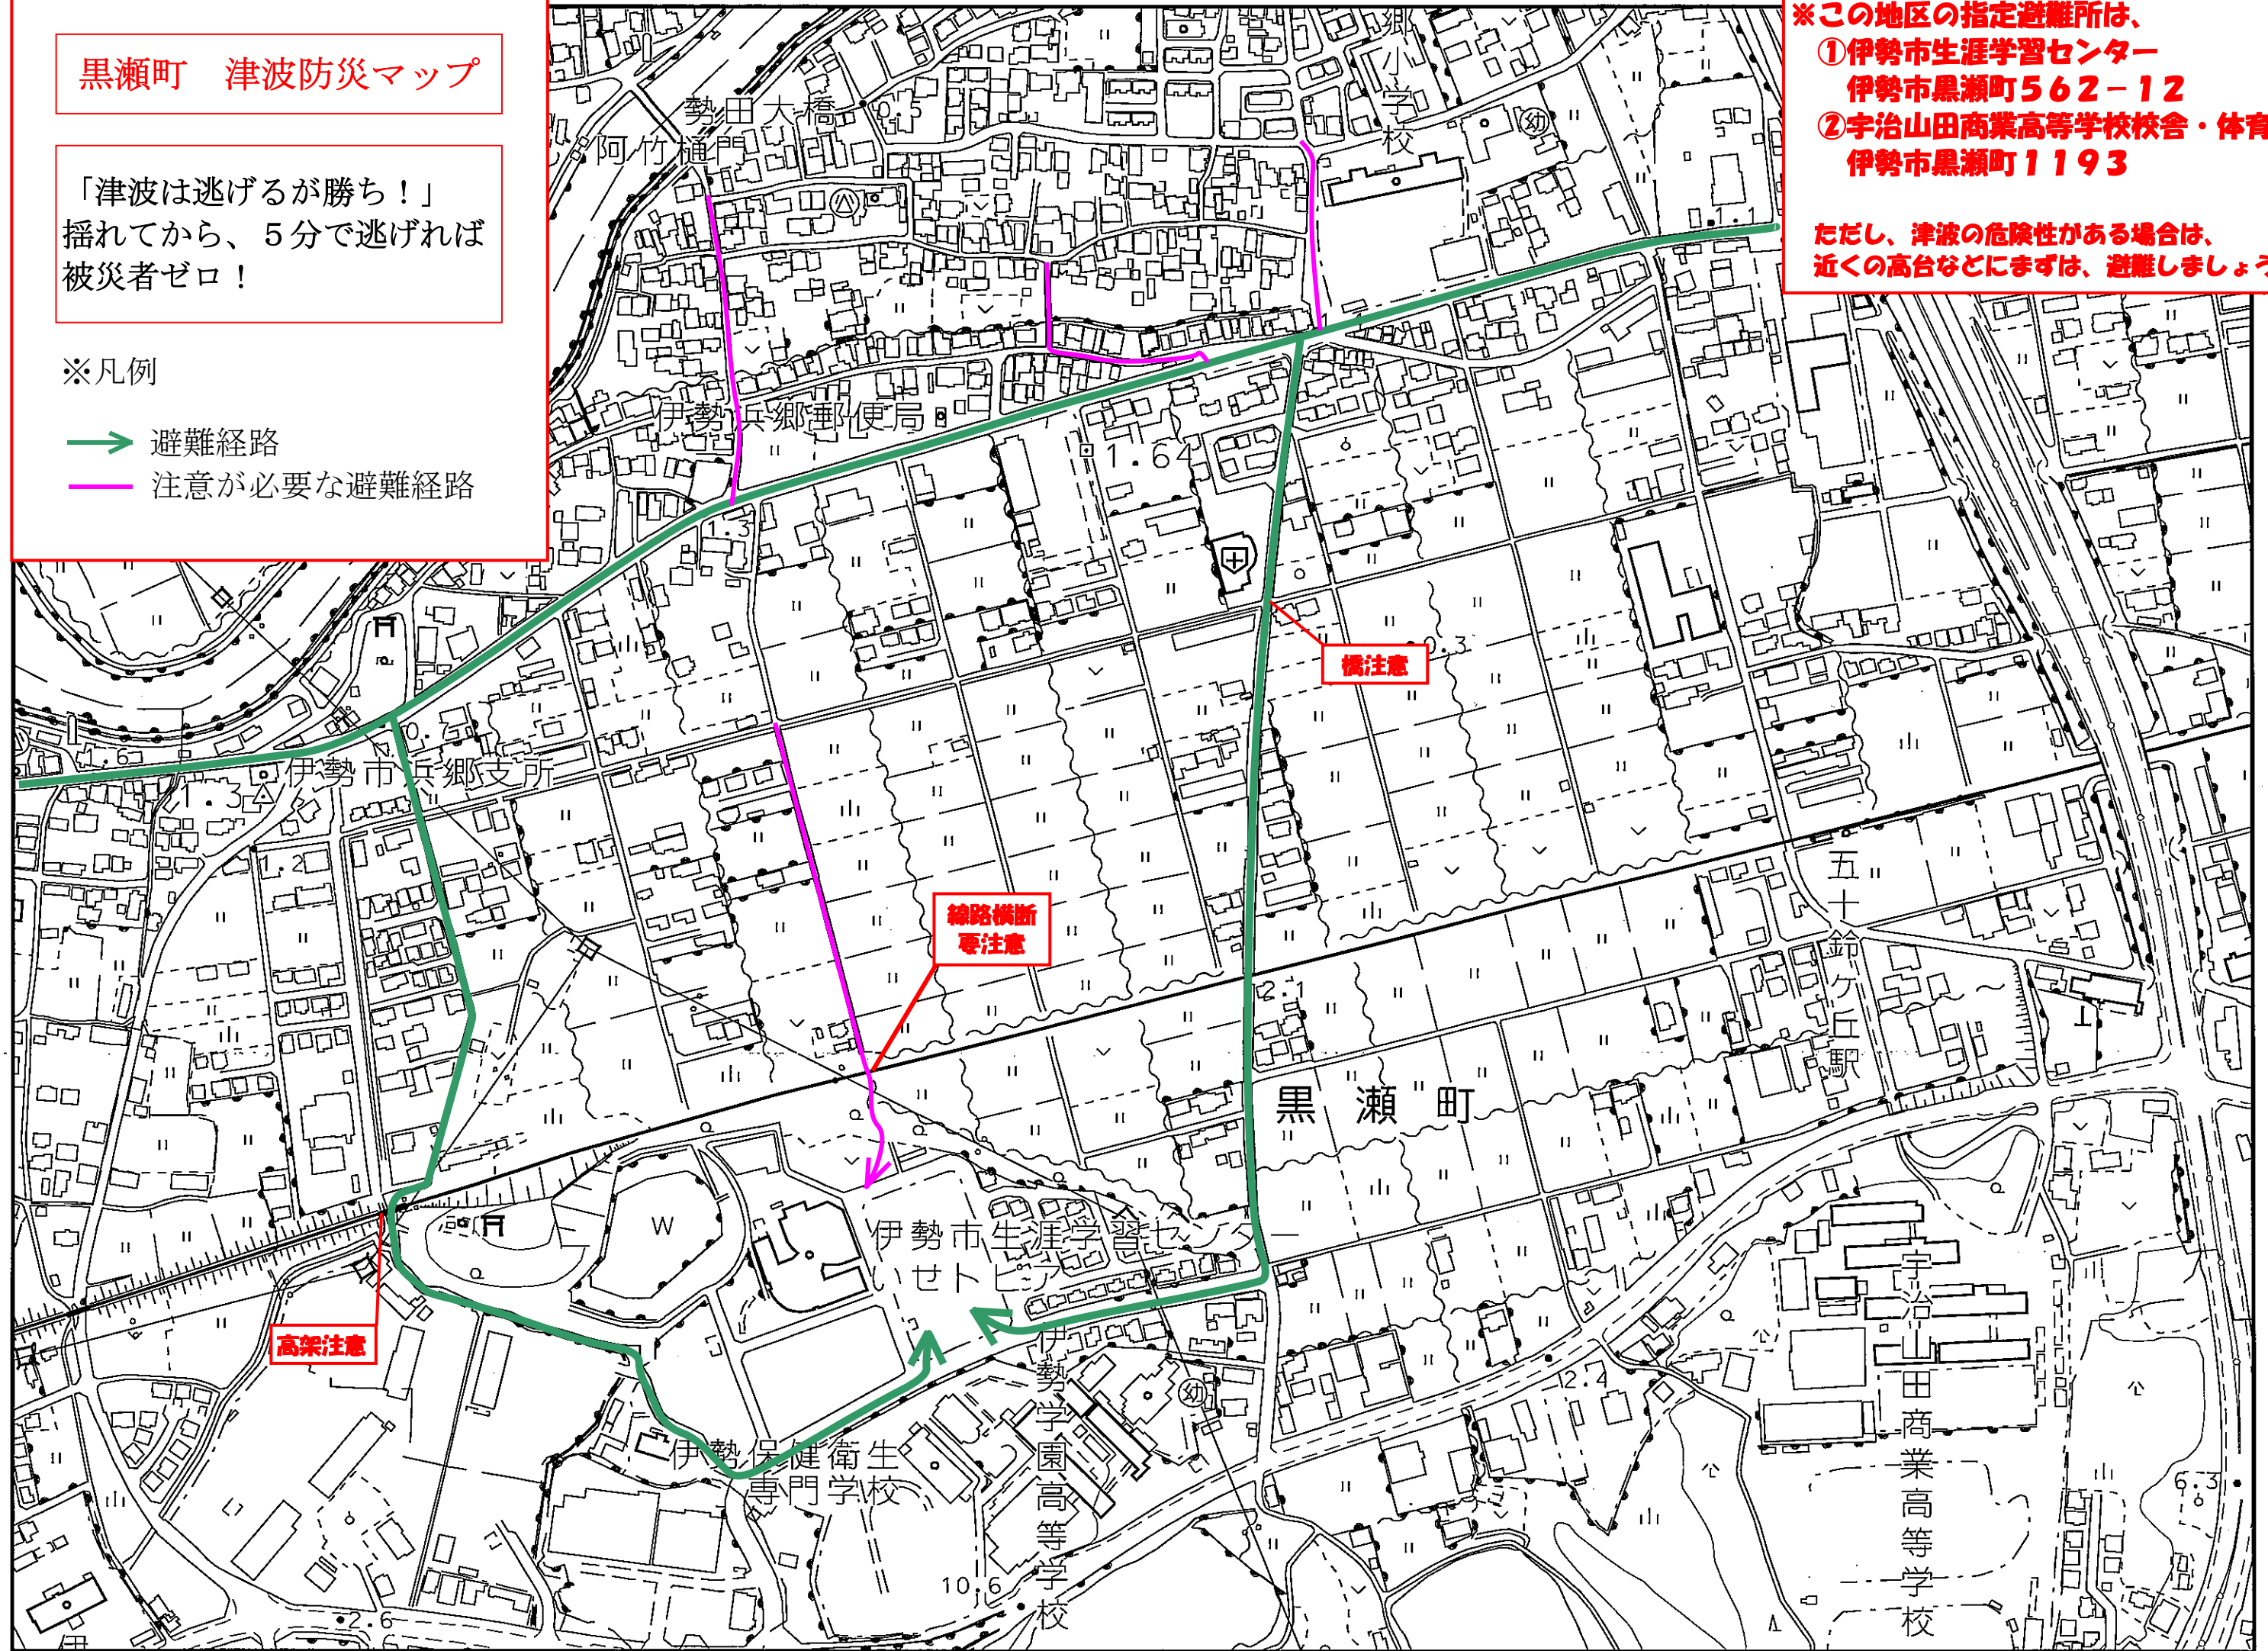 黒瀬町　津波防災マップ
「津波は逃げるが勝ち！」
揺れてから、５分で逃げれば
被災者ゼロ！
※凡例
避難経路
注意が必要な避難経路
※この地区の指定避難所は、
①伊勢市生涯学習センター
伊勢市黒瀬町５６２－１２
②宇治山田商業高等学校校舎・体育
伊勢市黒瀬町１１９３
ただし、津波の危険性がある場合は、
近くの高台などにまずは、避難しましょう
郷小学校
勢田大橋
0.5
阿竹樋門
幼
1.1
伊勢浜郷郵便局
1.64
1.3
橋注意
0.3
伊勢市浜郷支所
1.3
1.2
線路横断
要注意
五十鈴ケ丘駅
2.1
黒瀬町
W
伊勢市生涯学習センター
いせトピア
高架注意
伊勢学園高等学校
幼
2.4
宇治山田商業高等学校
伊勢保健衛生
専門学校
6.3
10.6
2.6
伊